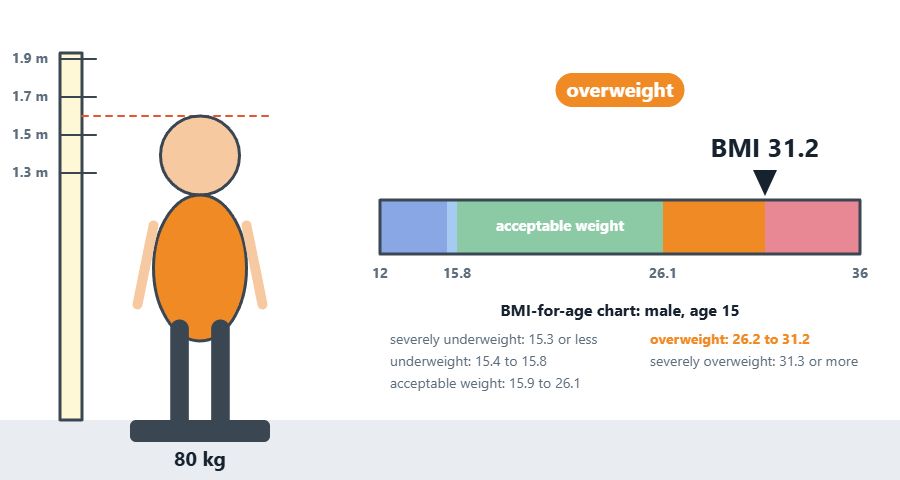 1.9 m
1.7 m
1.5 m
1.3 m
80 kg
overweight
BMI 31.2
acceptable weight
12
15.8
26.1
36
BMI-for-age chart: male, age 15
severely underweight: 15.3 or less
underweight: 15.4 to 15.8
acceptable weight: 15.9 to 26.1
overweight: 26.2 to 31.2
severely overweight: 31.3 or more